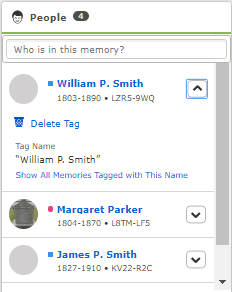 People 4
Who is in this memory?
William P. Smith
1803-1890 • LZR5-9WQ
Delete Tag
Tag Name
“William P. Smith”
Show All Memories Tagged with This Name
Margaret Parker
1804-1870 • L8TM-LF5
James P. Smith
1827-1910 • KV22-R2C